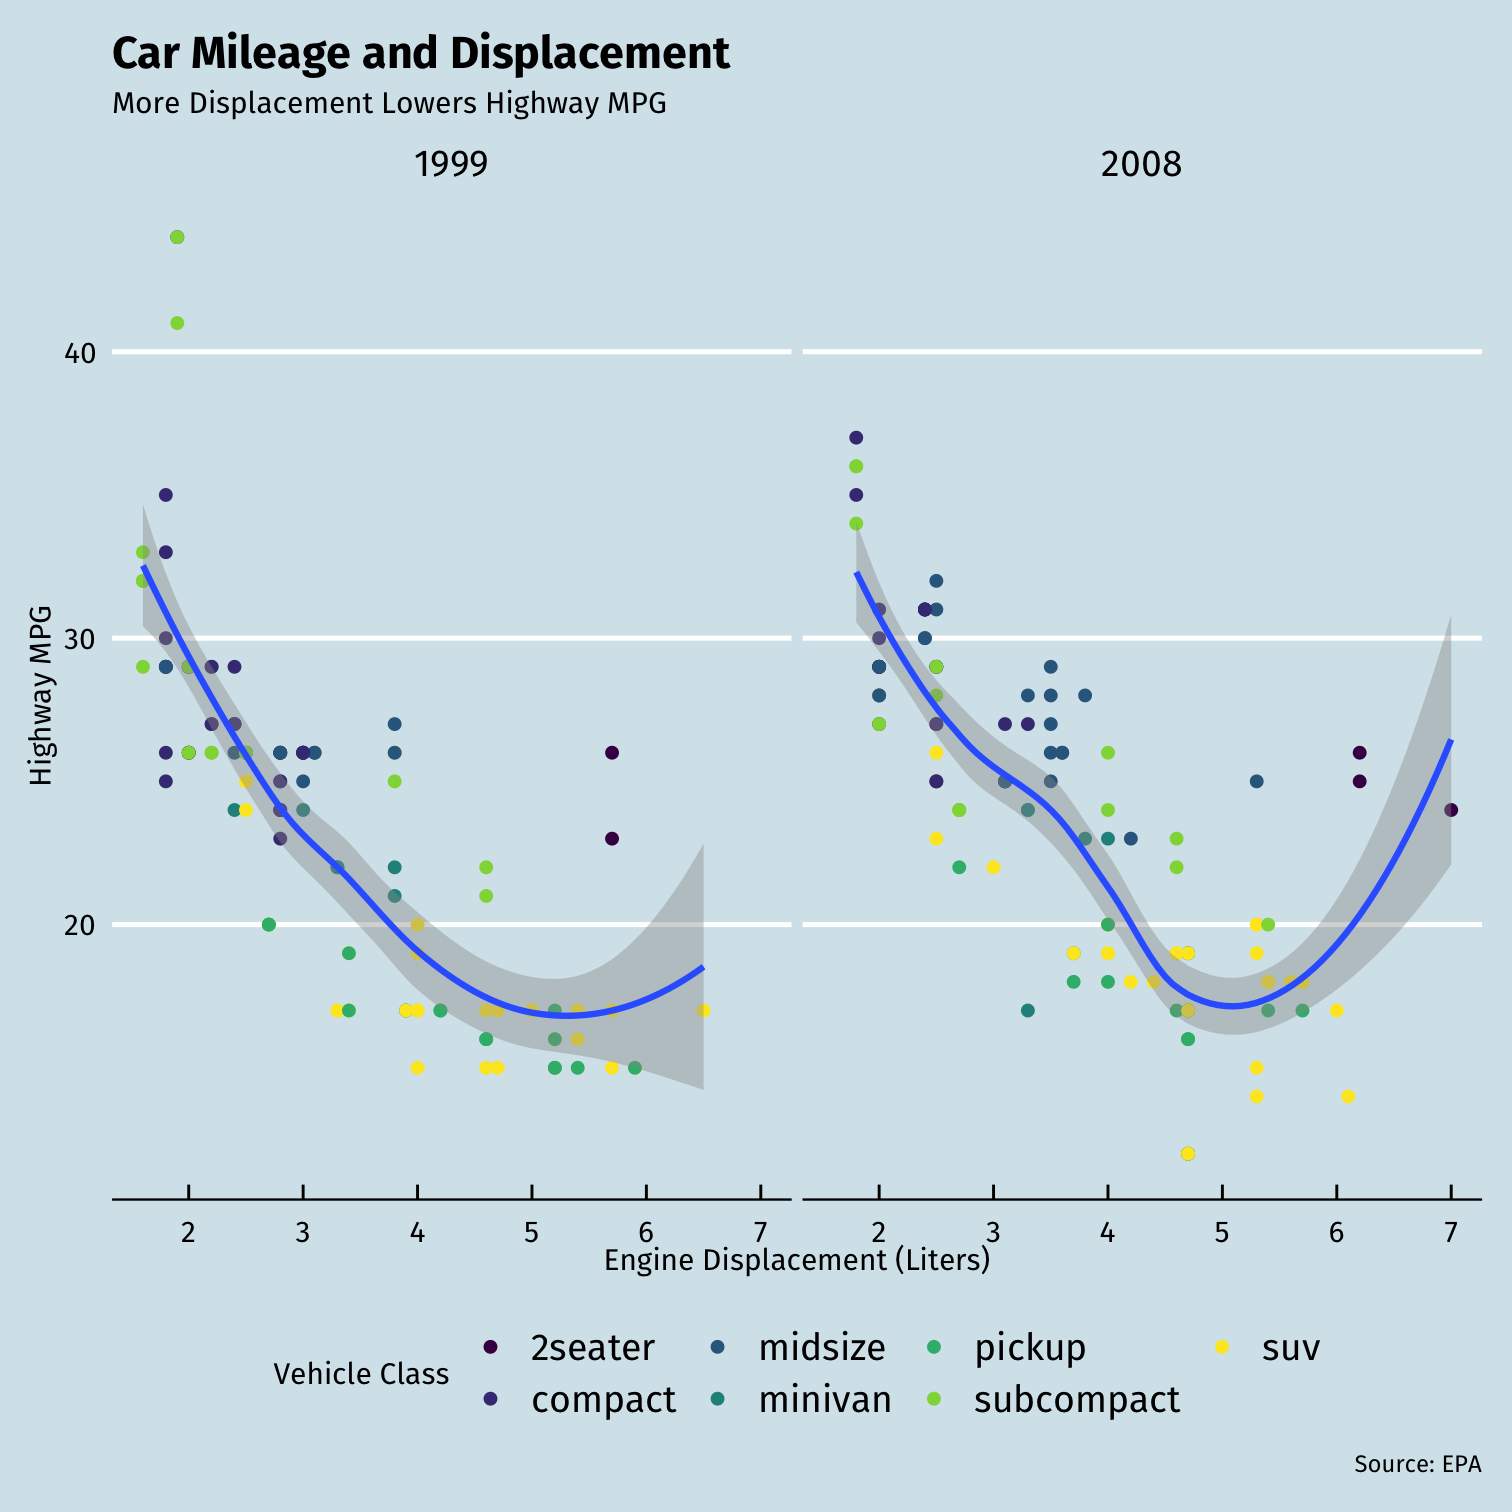 Car Mileage and Displacement
More Displacement Lowers Highway MPG
1999 2008
40
30
20
Highway MPG
2 3 4 5 6 7 2 3 4 5 6 7
Engine Displacement (Liters)
Vehicle Class
2seater midsize pickup suv
compact minivan subcompact
Source: EPA